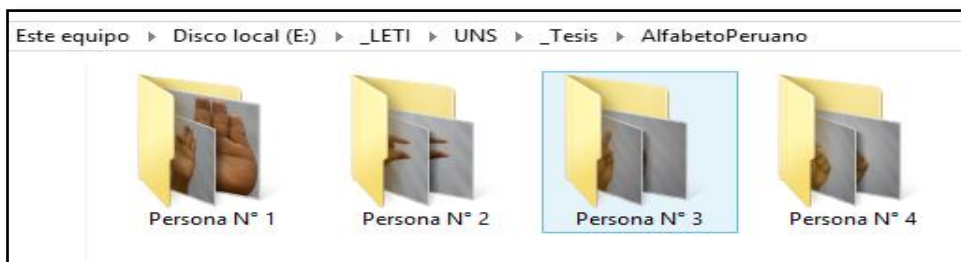 Este equipo ▸ Disco local (E:) ▸ _LETI ▸ UNS ▸ _Tesis ▸ AlfabetoPeruano
Persona N° 1 Persona N° 2 Persona N° 3 Persona N° 4